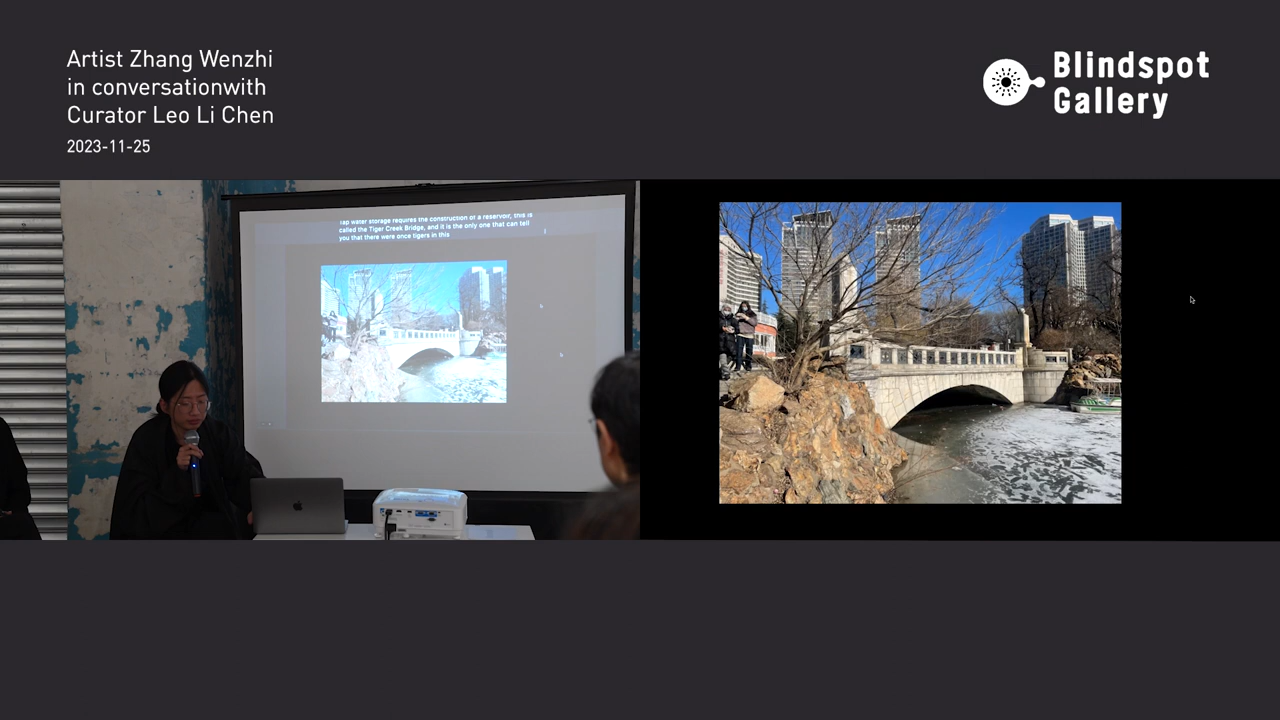 Artist Zhang Wenzhi
in conversationwith
Curator Leo Li Chen
2023-11-25
Blindspot
Gallery
Tap water storage requires the construction of a reservoir, this is
called the Tiger Creek Bridge, and it is the only one that can tell
you that there were once tigers in this